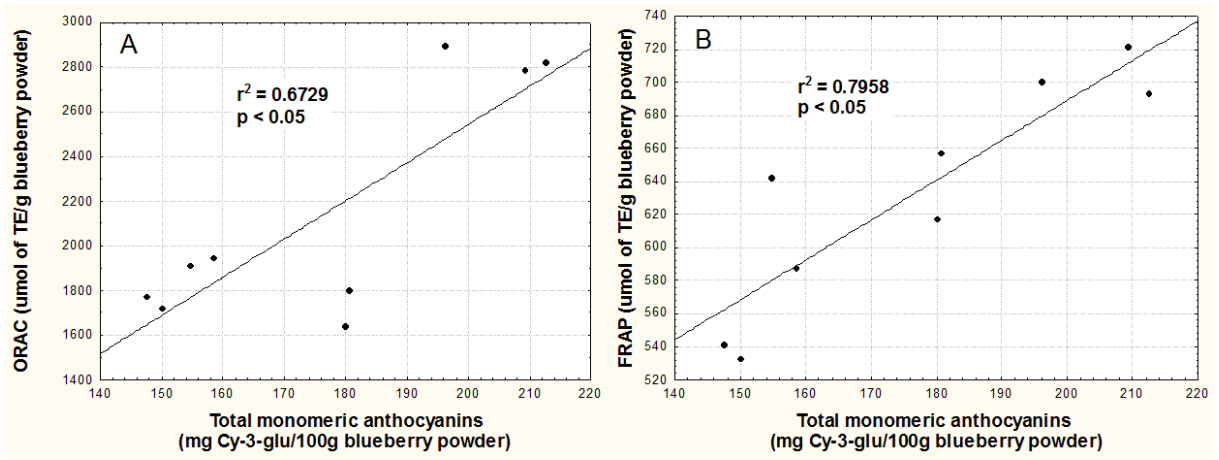 A
r² = 0.6729
p < 0.05
ORAC (umol of TE/g blueberry powder)
3000
2800
2600
2400
2200
2000
1800
1600
1400
140 150 160 170 180 190 200 210 220
Total monomeric anthocyanins
(mg Cy-3-glu/100g blueberry powder)
B
r² = 0.7958
p < 0.05
FRAP (umol of TE/g blueberry powder)
740
720
700
680
660
640
620
600
580
560
540
520
140 150 160 170 180 190 200 210 220
Total monomeric anthocyanins
(mg Cy-3-glu/100g blueberry powder)